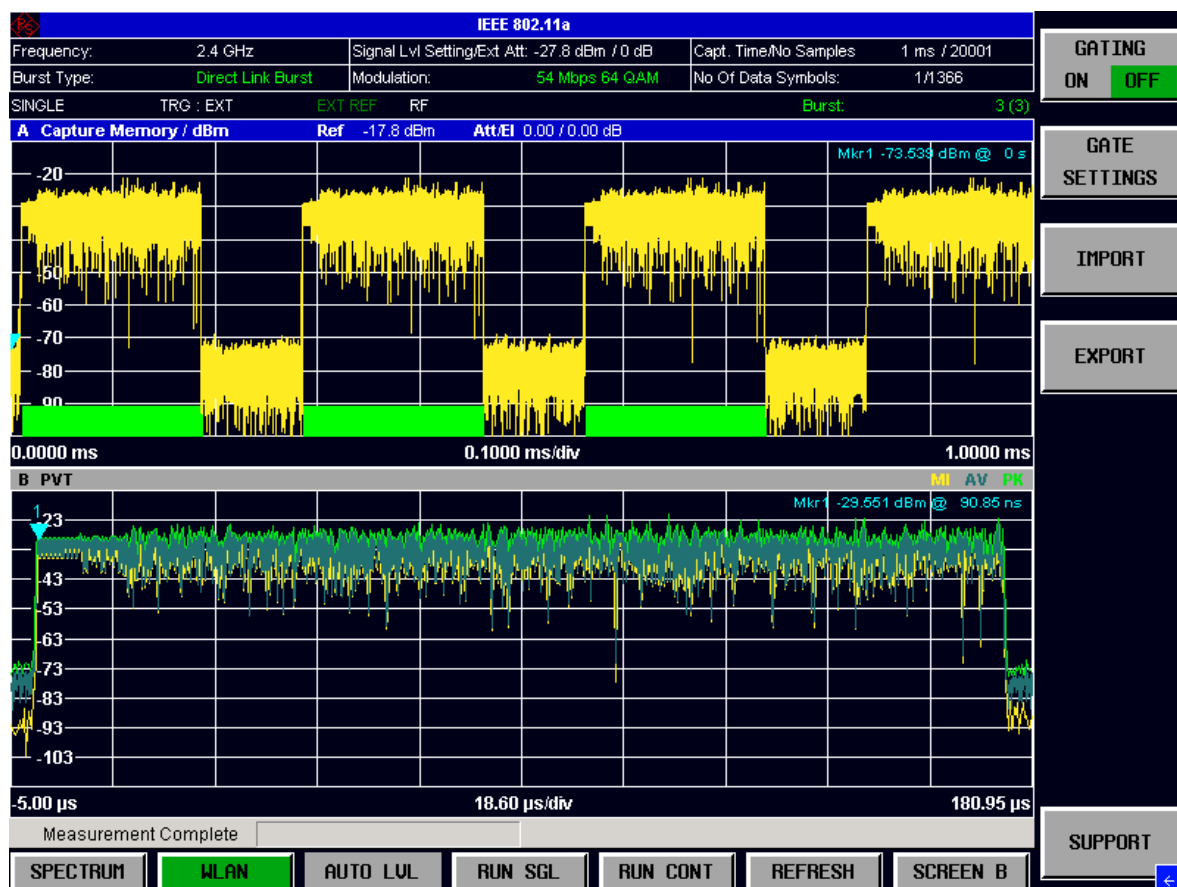 IEEE 802.11a
Frequency: 2.4 GHz Signal Lvl Setting/Ext Att: -27.8 dBm / 0 dB Capt. Time/No Samples 1 ms / 20001
Burst Type: Direct Link Burst Modulation: 54 Mbps 64 QAM No Of Data Symbols: 1/1366
SINGLE TRG : EXT EXT REF RF Burst: 3 (3)
A Capture Memory / dBm Ref -17.8 dBm Att/El 0.00 / 0.00 dB
Mkr1 -73.539 dBm @ 0 s
-20
-50
-60
-70
-80
-90
0.0000 ms 0.1000 ms/div 1.0000 ms
B PVT MI AV PK
Mkr1 -29.551 dBm @ 90.85 ns
1
-23
-43
-53
-63
-73
-83
-93
-103
-5.00 µs 18.60 µs/div 180.95 µs
Measurement Complete
SPECTRUM WLAN AUTO LVL RUN SGL RUN CONT REFRESH SCREEN B
GATING
ON OFF
GATE
SETTINGS
IMPORT
EXPORT
SUPPORT